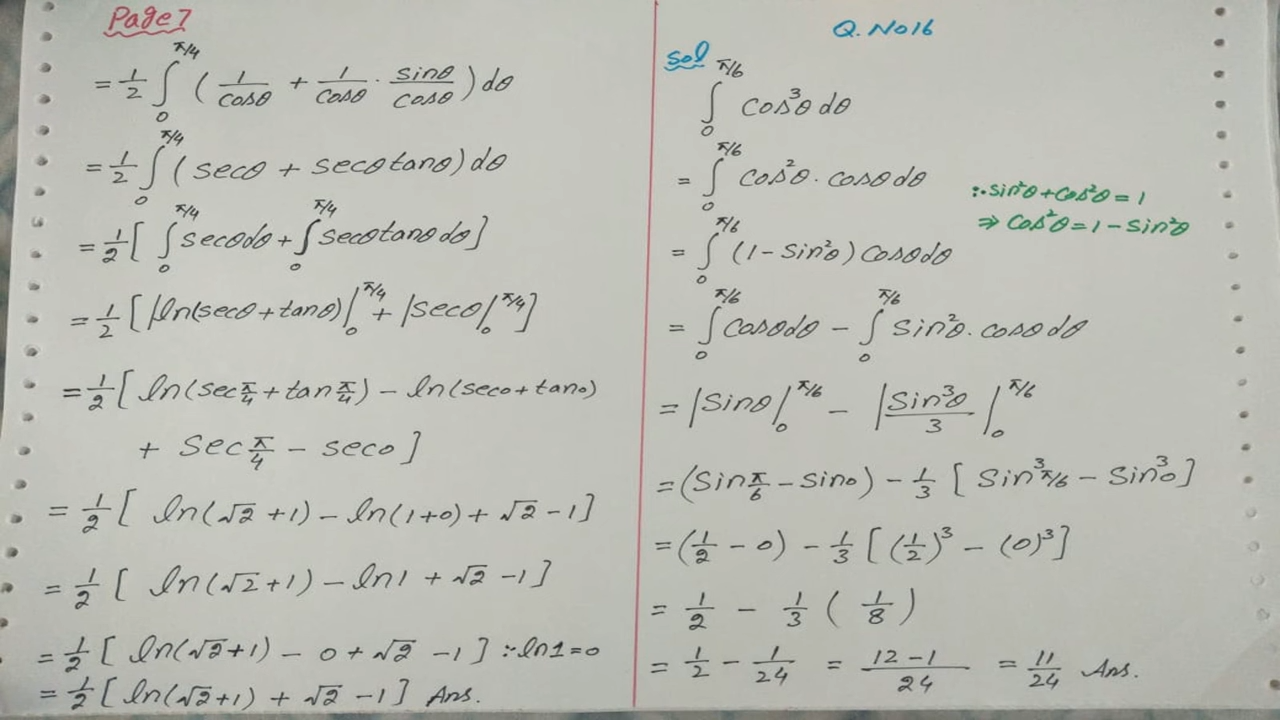 Page 7
= 1/2 ∫₀^π/4 ( 1/cosθ + 1/cosθ · sinθ/cosθ ) dθ
= 1/2 ∫₀^π/4 ( secθ + secθ tanθ ) dθ
= 1/2 [ ∫₀^π/4 secθ dθ + ∫₀^π/4 secθ tanθ dθ ]
= 1/2 [ |ln(secθ + tanθ)|₀^π/4 + |secθ|₀^π/4 ]
= 1/2 [ ln(sec π/4 + tan π/4) – ln(sec0 + tan0)
+ sec π/4 – sec0 ]
= 1/2 [ ln(√2 + 1) – ln(1+0) + √2 – 1 ]
= 1/2 [ ln(√2 + 1) – ln1 + √2 – 1 ]
= 1/2 [ ln(√2+1) – 0 + √2 – 1 ] ∵ ln1 = 0
= 1/2 [ ln(√2+1) + √2 – 1 ] Ans.
Q. No 16
Sol
∫₀^π/6 cos³θ dθ
= ∫₀^π/6 cos²θ · cosθ dθ
∵ sin²θ + cos²θ = 1
⇒ cos²θ = 1 – sin²θ
= ∫₀^π/6 (1 – sin²θ) cosθ dθ
= ∫₀^π/6 cosθ dθ – ∫₀^π/6 sin²θ · cosθ dθ
= |sinθ|₀^π/6 – |sin³θ/3|₀^π/6
= (sin π/6 – sin0) – 1/3 [ sin³ π/6 – sin³0 ]
= (1/2 – 0) – 1/3 [ (1/2)³ – (0)³ ]
= 1/2 – 1/3 ( 1/8 )
= 1/2 – 1/24 = 12 – 1/24 = 11/24 Ans.